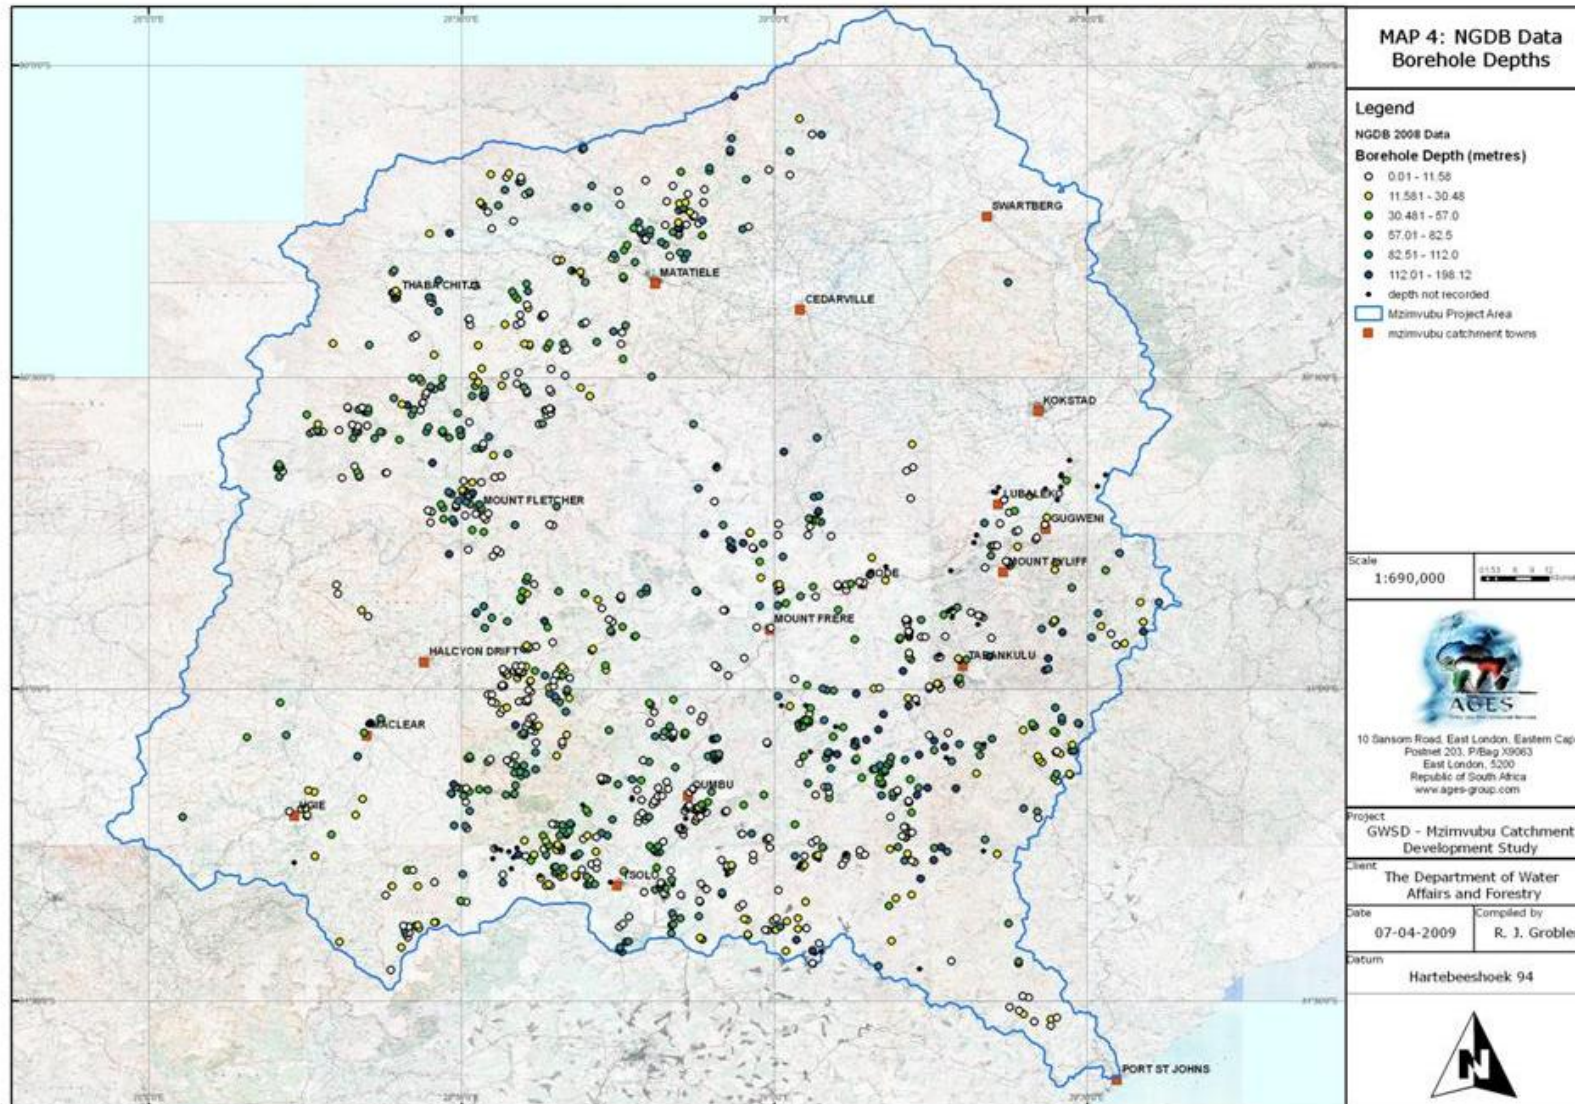 MAP 4: NGDB Data
Borehole Depths
Legend
NGDB 2008 Data
Borehole Depth (metres)
0.01 - 11.58
11.581 - 30.48
30.481 - 57.0
57.01 - 82.5
82.51 - 112.0
112.01 - 198.12
depth not recorded
Mzimvubu Project Area
mzimvubu catchment towns
SWARTBERG
MATATIELE
THABA CHITJA
CEDARVILLE
KOKSTAD
MOUNT FLETCHER
LUBALEKO
GUGWENI
MOUNT AYLIFF
MOUNT FRERE
HALCYON DRIFT
TABANKULU
MACLEAR
QUMBU
UGIE
TSOLO
PORT ST JOHNS
Scale
1:690,000
AGES
10 Sansom Road, East London, Eastern Cap
Postnet 203, P/Bag X9063
East London, 5200
Republic of South Africa
www.ages-group.com
Project
GWSD - Mzimvubu Catchment
Development Study
Client
The Department of Water
Affairs and Forestry
Date
07-04-2009
Compiled by
R. J. Grobler
Datum
Hartebeeshoek 94
N